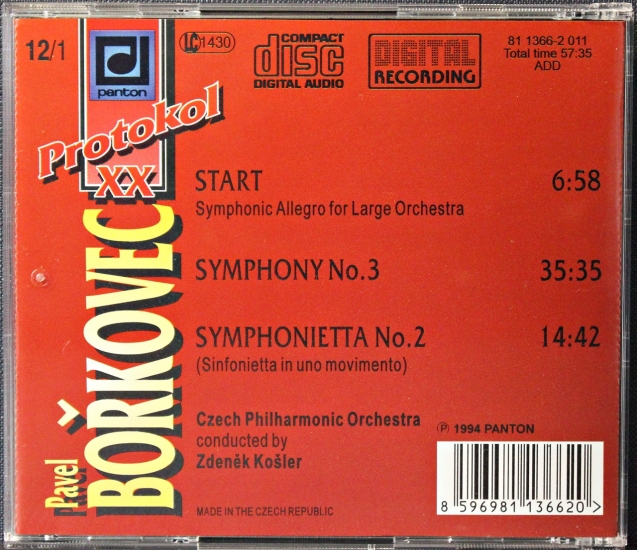 12/1
panton
LC 1430
COMPACT
disc
DIGITAL AUDIO
DIGITAL
RECORDING
81 1366-2 011
Total time 57:35
ADD
Protokol
XX
Pavel
BOŘKOVEC
START 6:58
Symphonic Allegro for Large Orchestra
SYMPHONY No.3 35:35
SYMPHONIETTA No.2 14:42
(Sinfonietta in uno movimento)
Czech Philharmonic Orchestra
conducted by
Zdeněk Košler
℗ 1994 PANTON
8 596981 136620 >
MADE IN THE CZECH REPUBLIC